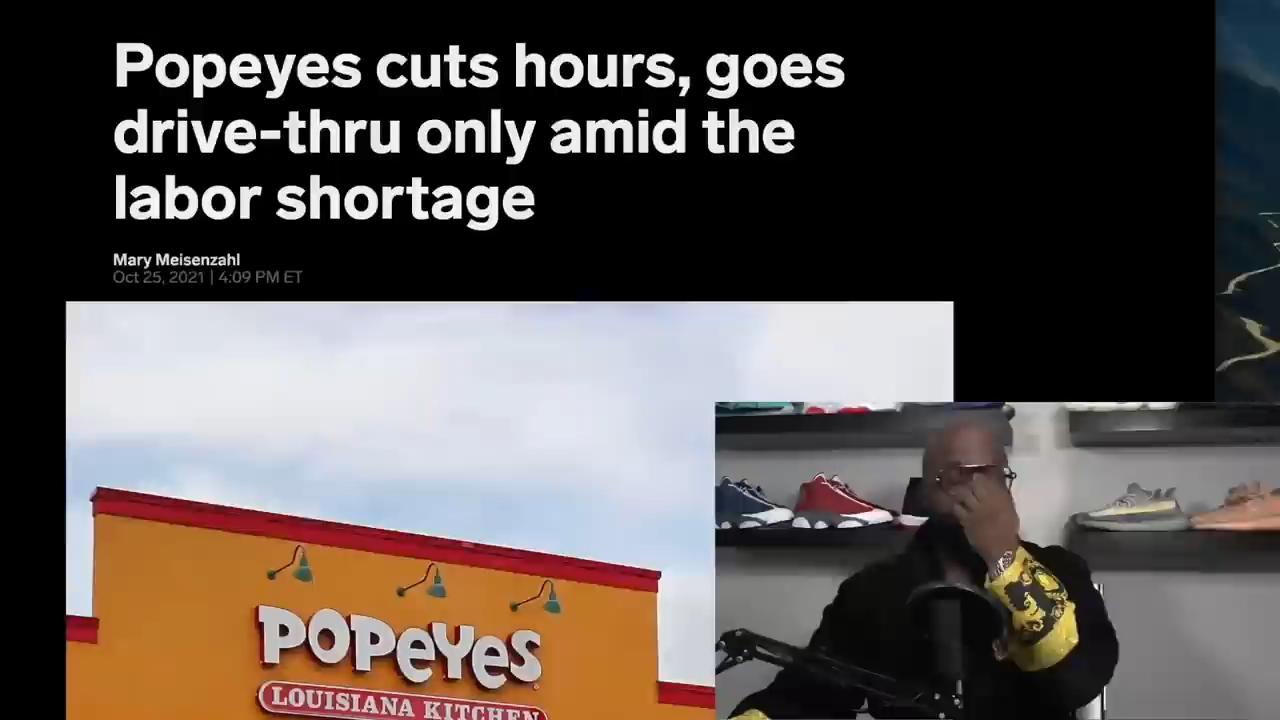 Popeyes cuts hours, goes
drive-thru only amid the
labor shortage
Mary Meisenzahl
Oct 25, 2021 | 4:09 PM ET
POPEYES
LOUISIANA KITCHEN